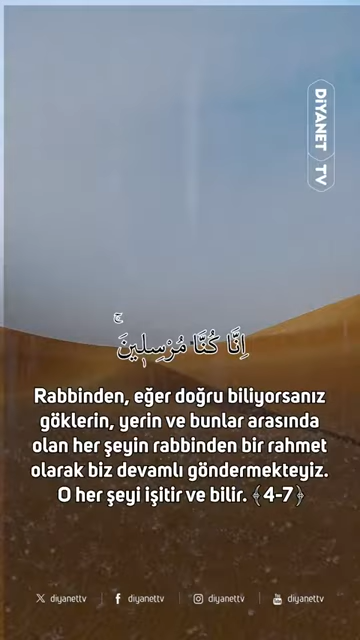 DİYANET TV
اِنَّا كُنَّا مُرْسِل۪ينَۚ
Rabbinden, eğer doğru biliyorsanız
göklerin, yerin ve bunlar arasında
olan her şeyin rabbinden bir rahmet
olarak biz devamlı göndermekteyiz.
O her şeyi işitir ve bilir. ﴾4-7﴿
diyanettv diyanettv diyanettv diyanettv